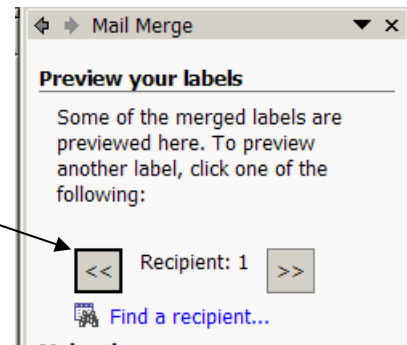 Mail Merge
Preview your labels
Some of the merged labels are
previewed here. To preview
another label, click one of the
following:
<< Recipient: 1 >>
Find a recipient...